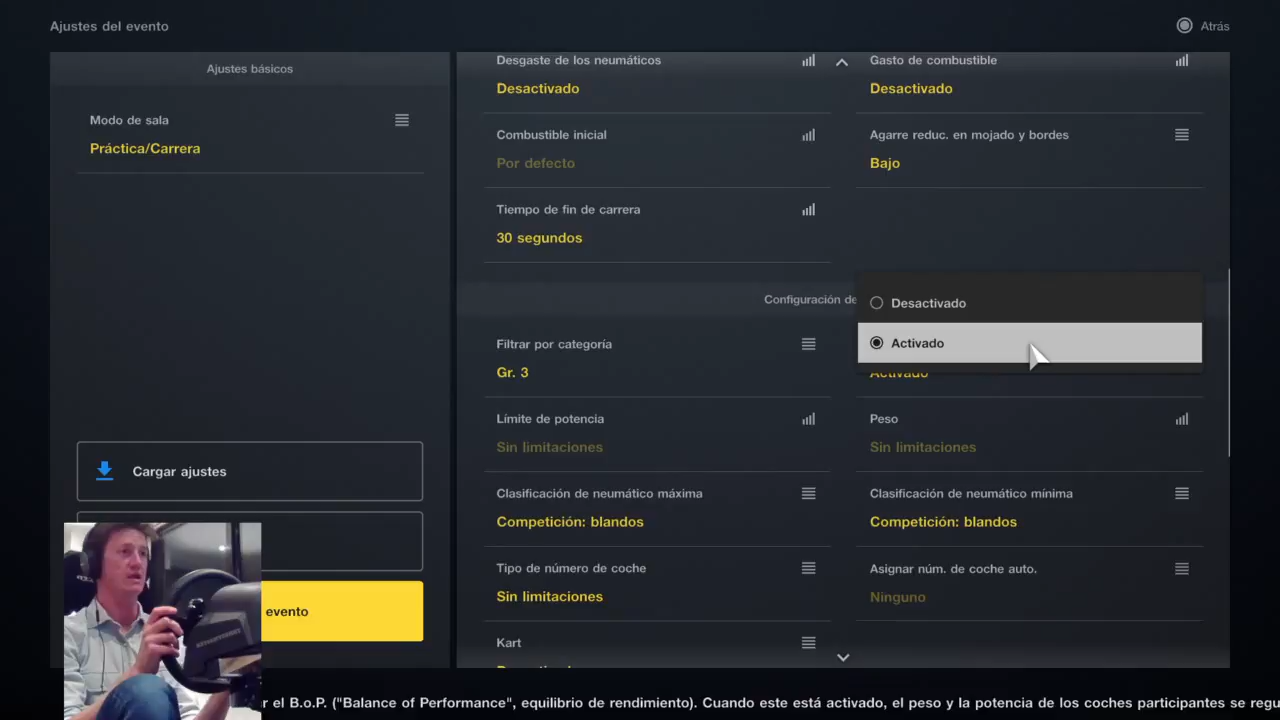 Ajustes del evento
Atrás
Ajustes básicos
Modo de sala
Práctica/Carrera
Cargar ajustes
evento
Desgaste de los neumáticos
Desactivado
Gasto de combustible
Desactivado
Combustible inicial
Por defecto
Agarre reduc. en mojado y bordes
Bajo
Tiempo de fin de carrera
30 segundos
Configuración de
Desactivado
Activado
Filtrar por categoría
Gr. 3
Activado
Límite de potencia
Sin limitaciones
Peso
Sin limitaciones
Clasificación de neumático máxima
Competición: blandos
Clasificación de neumático mínima
Competición: blandos
Tipo de número de coche
Sin limitaciones
Asignar núm. de coche auto.
Ninguno
Kart
r el B.o.P. ("Balance of Performance", equilibrio de rendimiento). Cuando este está activado, el peso y la potencia de los coches participantes se regu